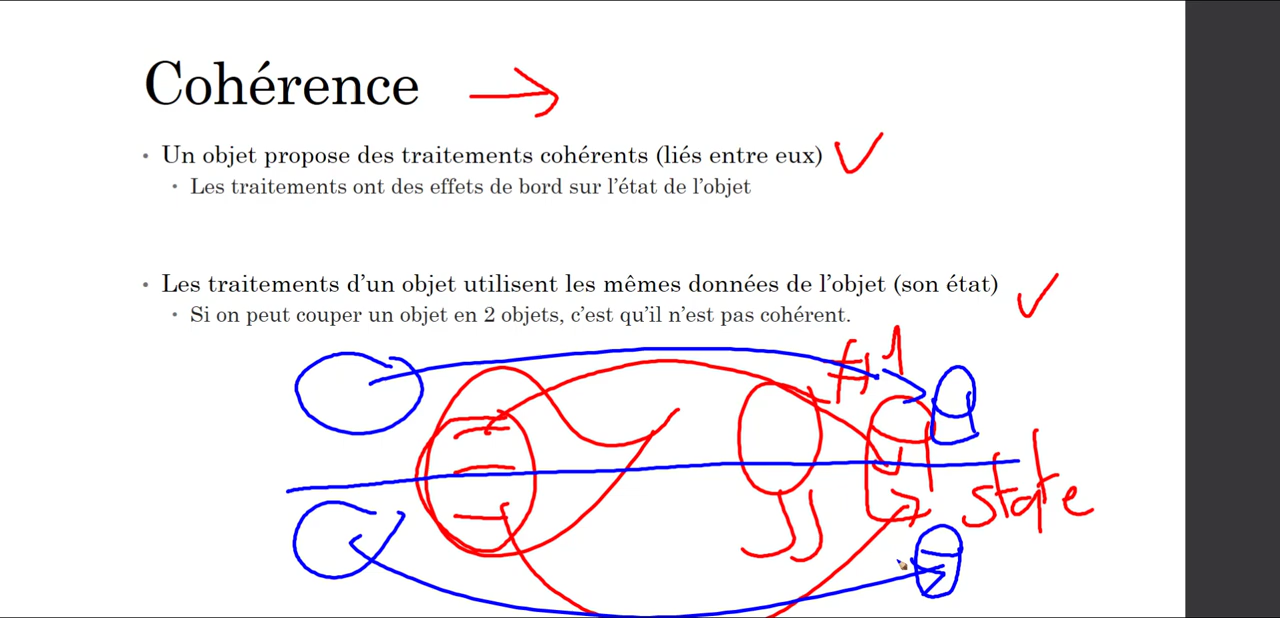 Cohérence
• Un objet propose des traitements cohérents (liés entre eux)
• Les traitements ont des effets de bord sur l'état de l'objet
• Les traitements d'un objet utilisent les mêmes données de l'objet (son état)
• Si on peut couper un objet en 2 objets, c'est qu'il n'est pas cohérent.
state